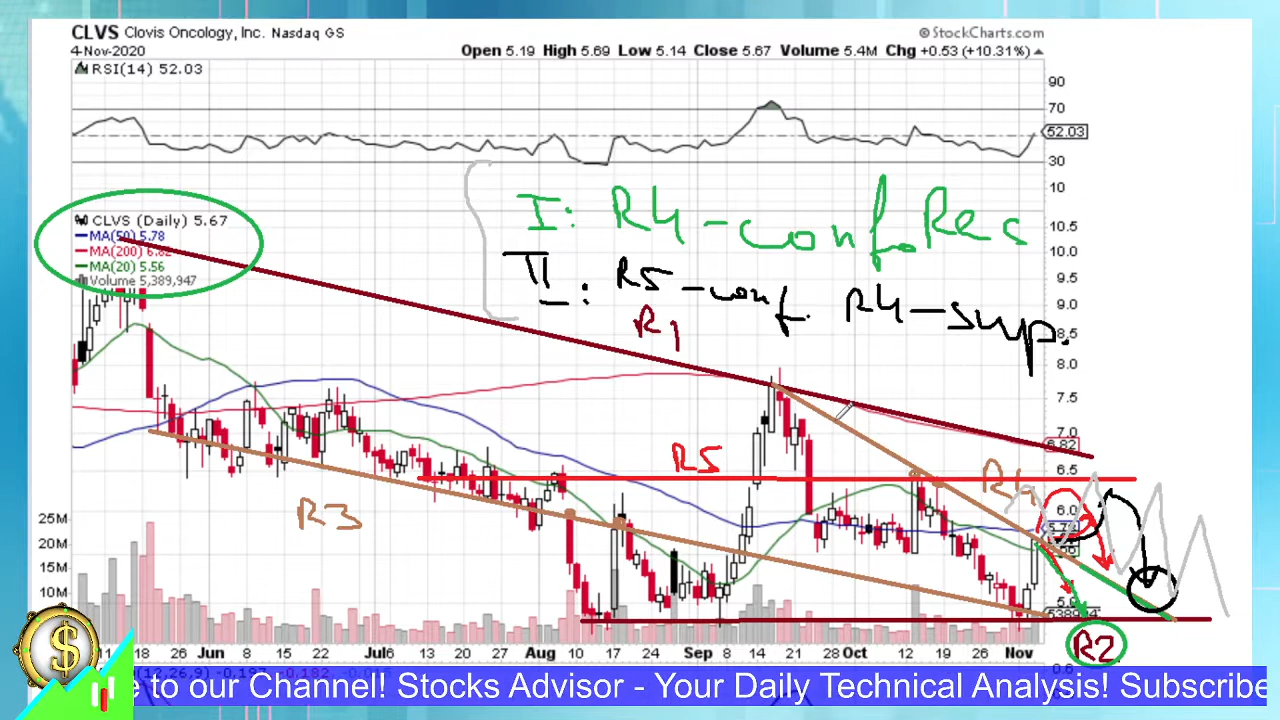 CLVS Clovis Oncology, Inc. Nasdaq GS
© StockCharts.com
4-Nov-2020
Open 5.19 High 5.69 Low 5.14 Close 5.67 Volume 5.4M Chg +0.53 (+10.31%)
RSI(14) 52.03
90
70
52.03
30
10
I: R4-conf. Res
II: R5-conf. R4-sup.
CLVS (Daily) 5.67
MA(50) 5.78
MA(200) 6.82
MA(20) 5.56
Volume 5,389,947
10.5
10.0
9.5
9.0
8.5
8.0
7.5
7.0
6.82
6.5
6.0
R1
R5
R4
R3
25M
20M
15M
10M
18 26 Jun 8 15 22 Jul 6 13 20 27 Aug 10 17 24 Sep 8 14 21 28 Oct 12 19 26 Nov
R2
to our Channel! Stocks Advisor - Your Daily Technical Analysis! Subscribe